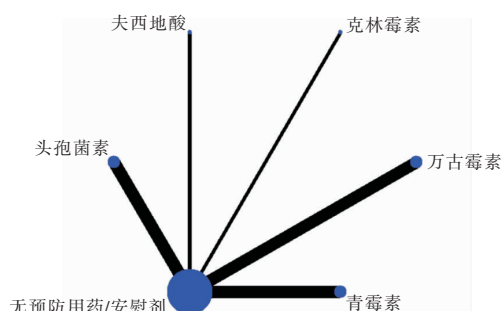 夫西地酸
克林霉素
头孢菌素
万古霉素
无预防用药/安慰剂
青霉素